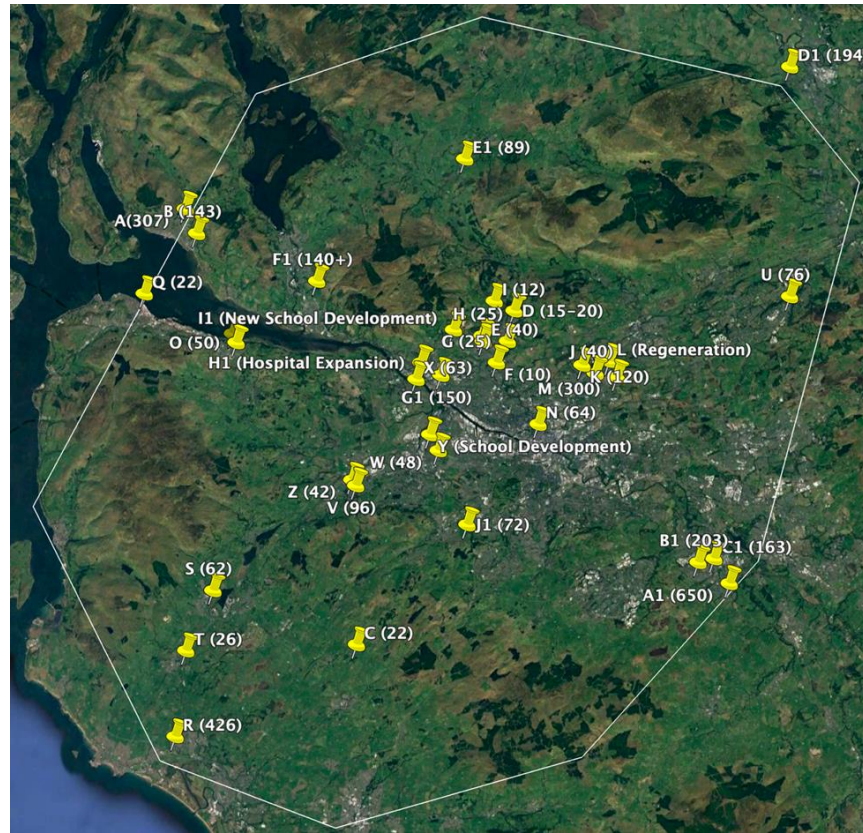 D1 (194
E1 (89)
B (143)
A(307)
F1 (140+)
Q (22)
U (76)
I (12)
D (15-20)
H (25)
E (40)
I1 (New School Development)
O (50)
G (25)
H1 (Hospital Expansion)
X (63)
F (10)
J (40)
L (Regeneration)
M (300)
K (120)
G1 (150)
N (64)
Y (School Development)
W (48)
Z (42)
V (96)
J1 (72)
B1 (203)
C1 (163)
A1 (650)
S (62)
T (26)
C (22)
R (426)